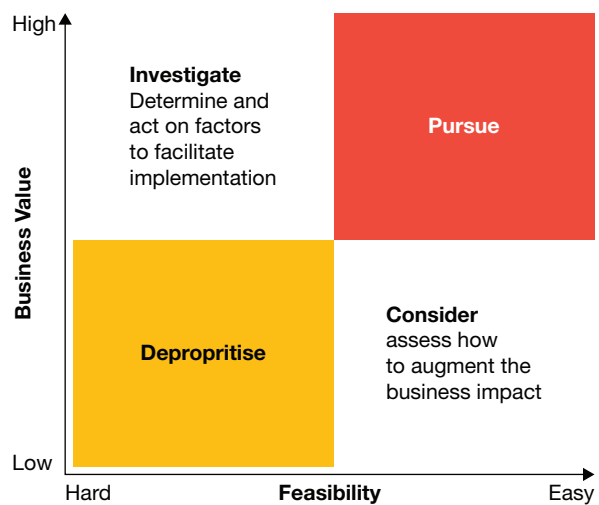 High
Investigate
Determine and
act on factors
to facilitate
implementation
Pursue
Business Value
Depropritise
Consider
assess how
to augment the
business impact
Low
Hard
Feasibility
Easy